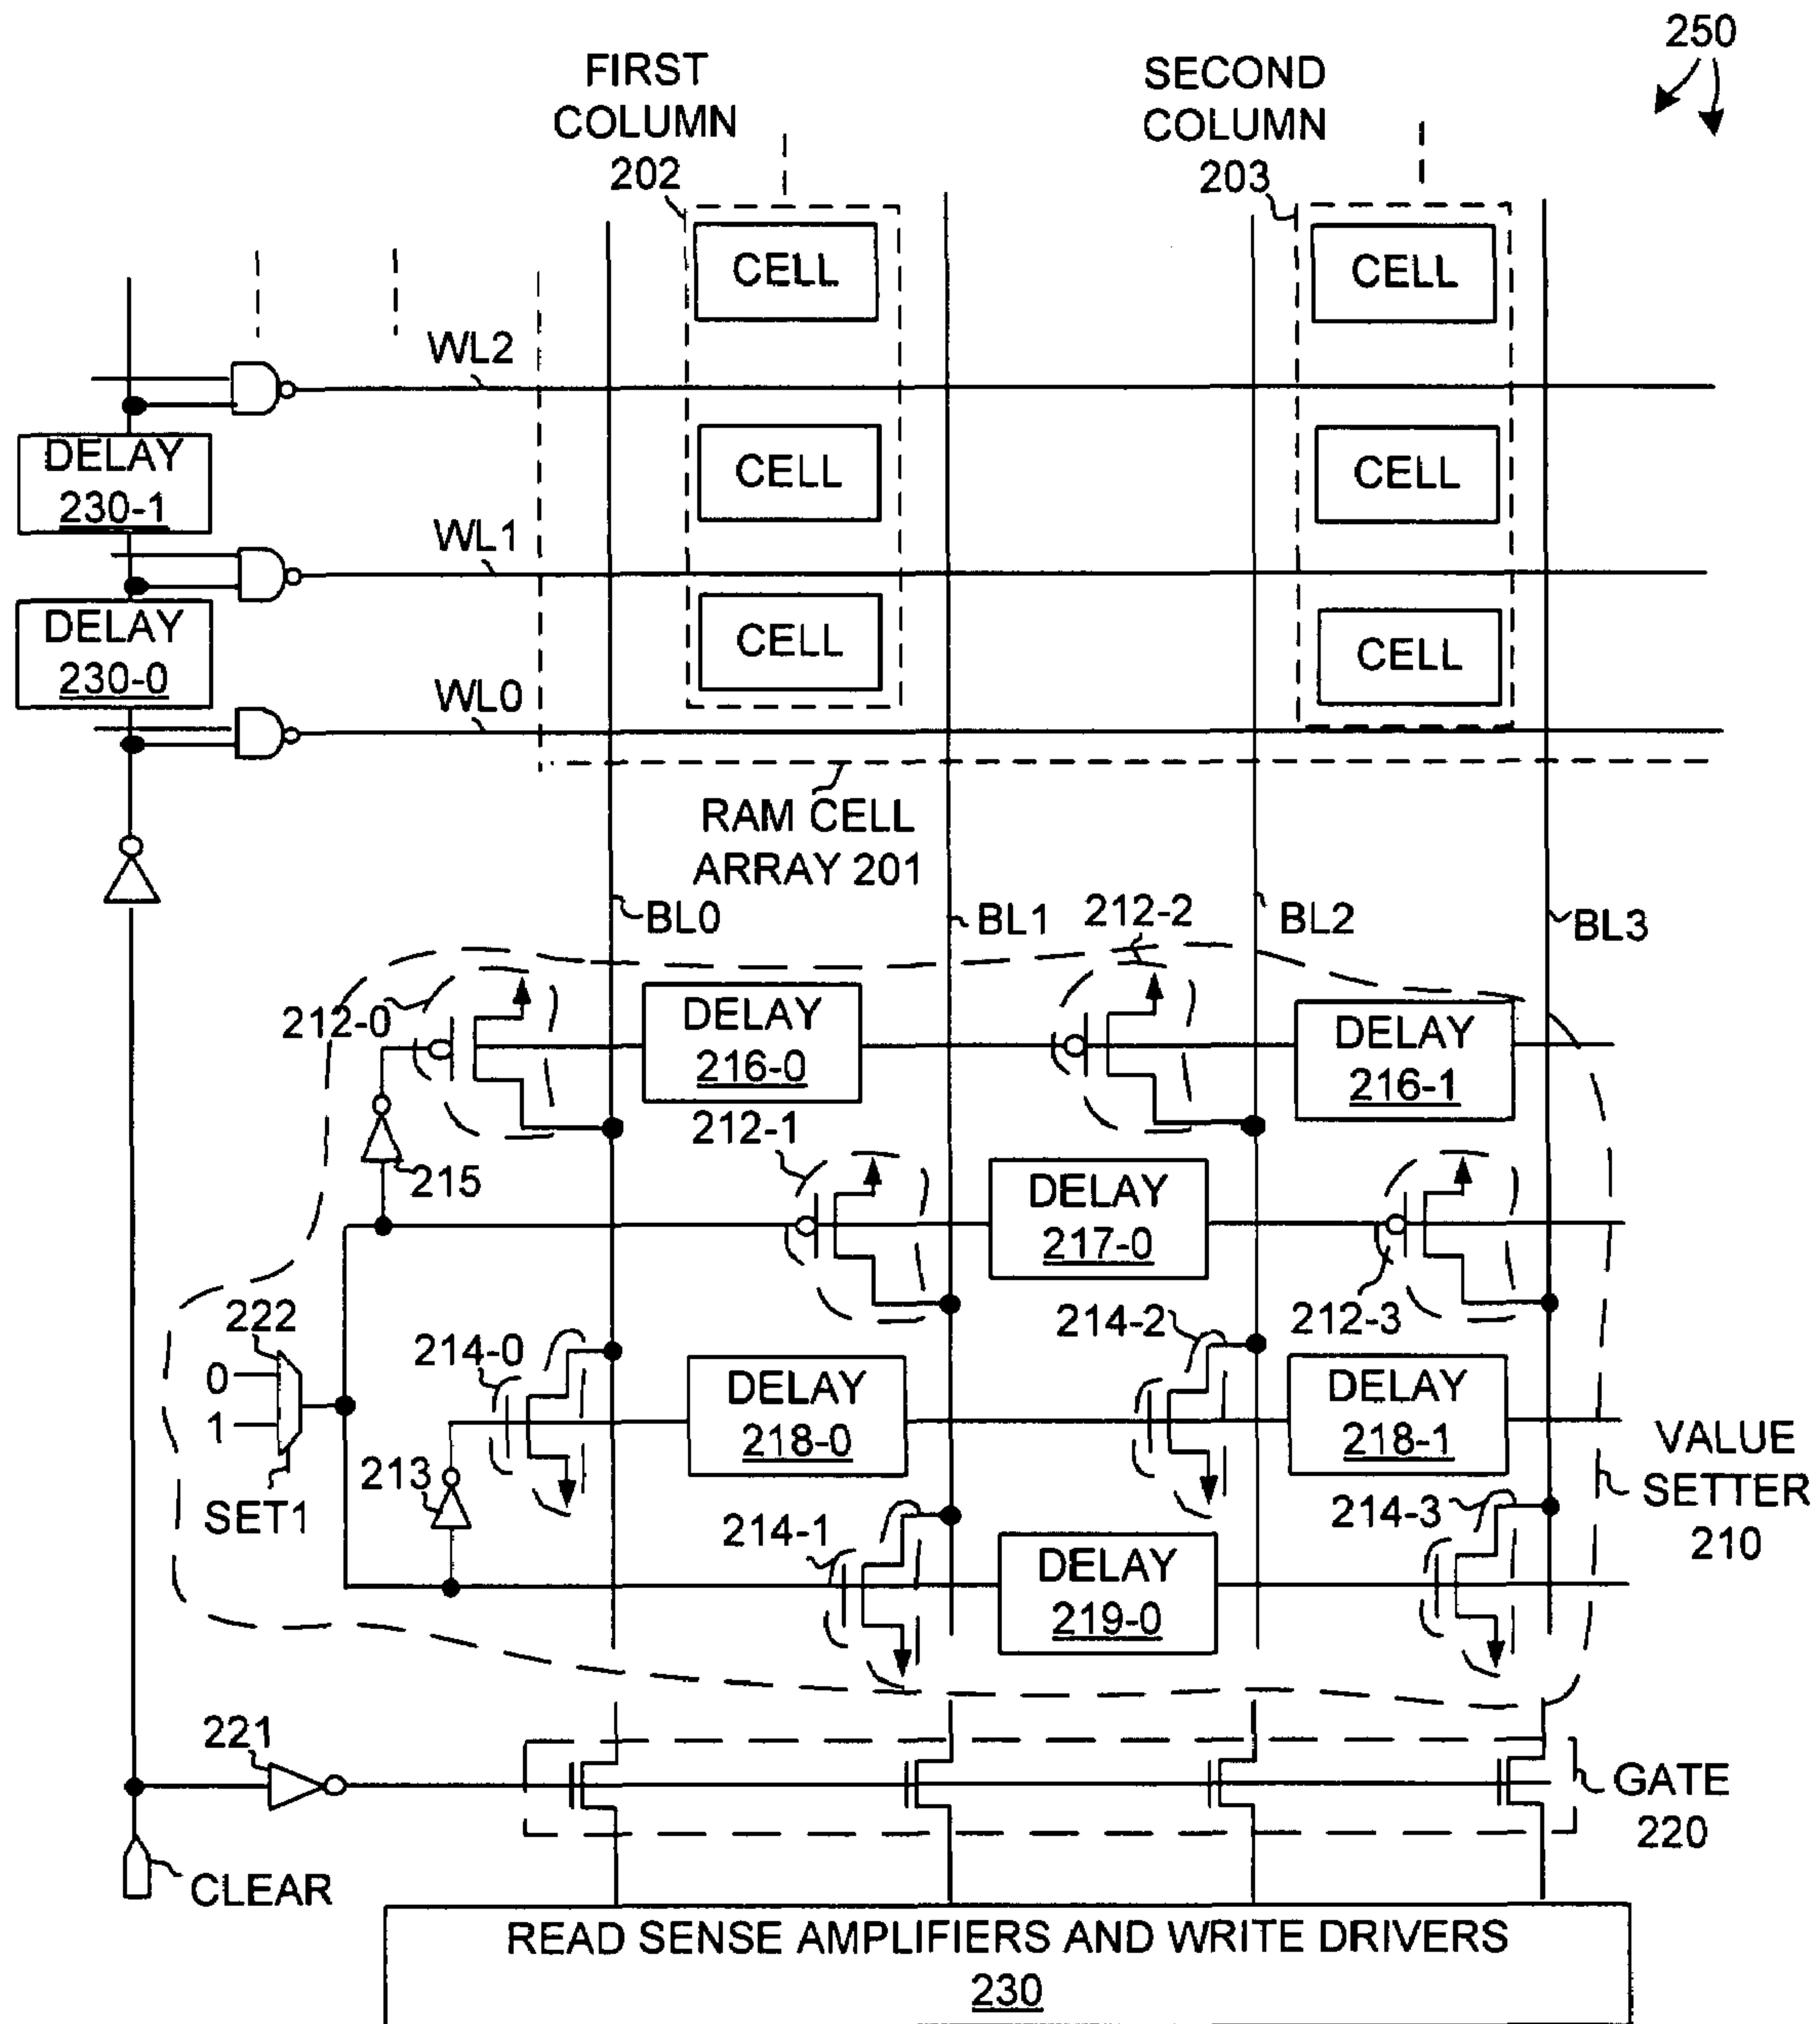 250
FIRST
COLUMN
202
SECOND
COLUMN
203
CELL
CELL
WL2
DELAY
230-1
CELL
CELL
WL1
DELAY
230-0
CELL
CELL
WL0
RAM CELL
ARRAY 201
BL0
BL1
212-2
BL2
BL3
212-0
DELAY
216-0
DELAY
216-1
212-1
215
DELAY
217-0
222
214-0
214-2
212-3
0
1
DELAY
218-0
DELAY
218-1
VALUE
SETTER
210
213
SET1
214-1
214-3
DELAY
219-0
221
GATE
220
CLEAR
READ SENSE AMPLIFIERS AND WRITE DRIVERS
230